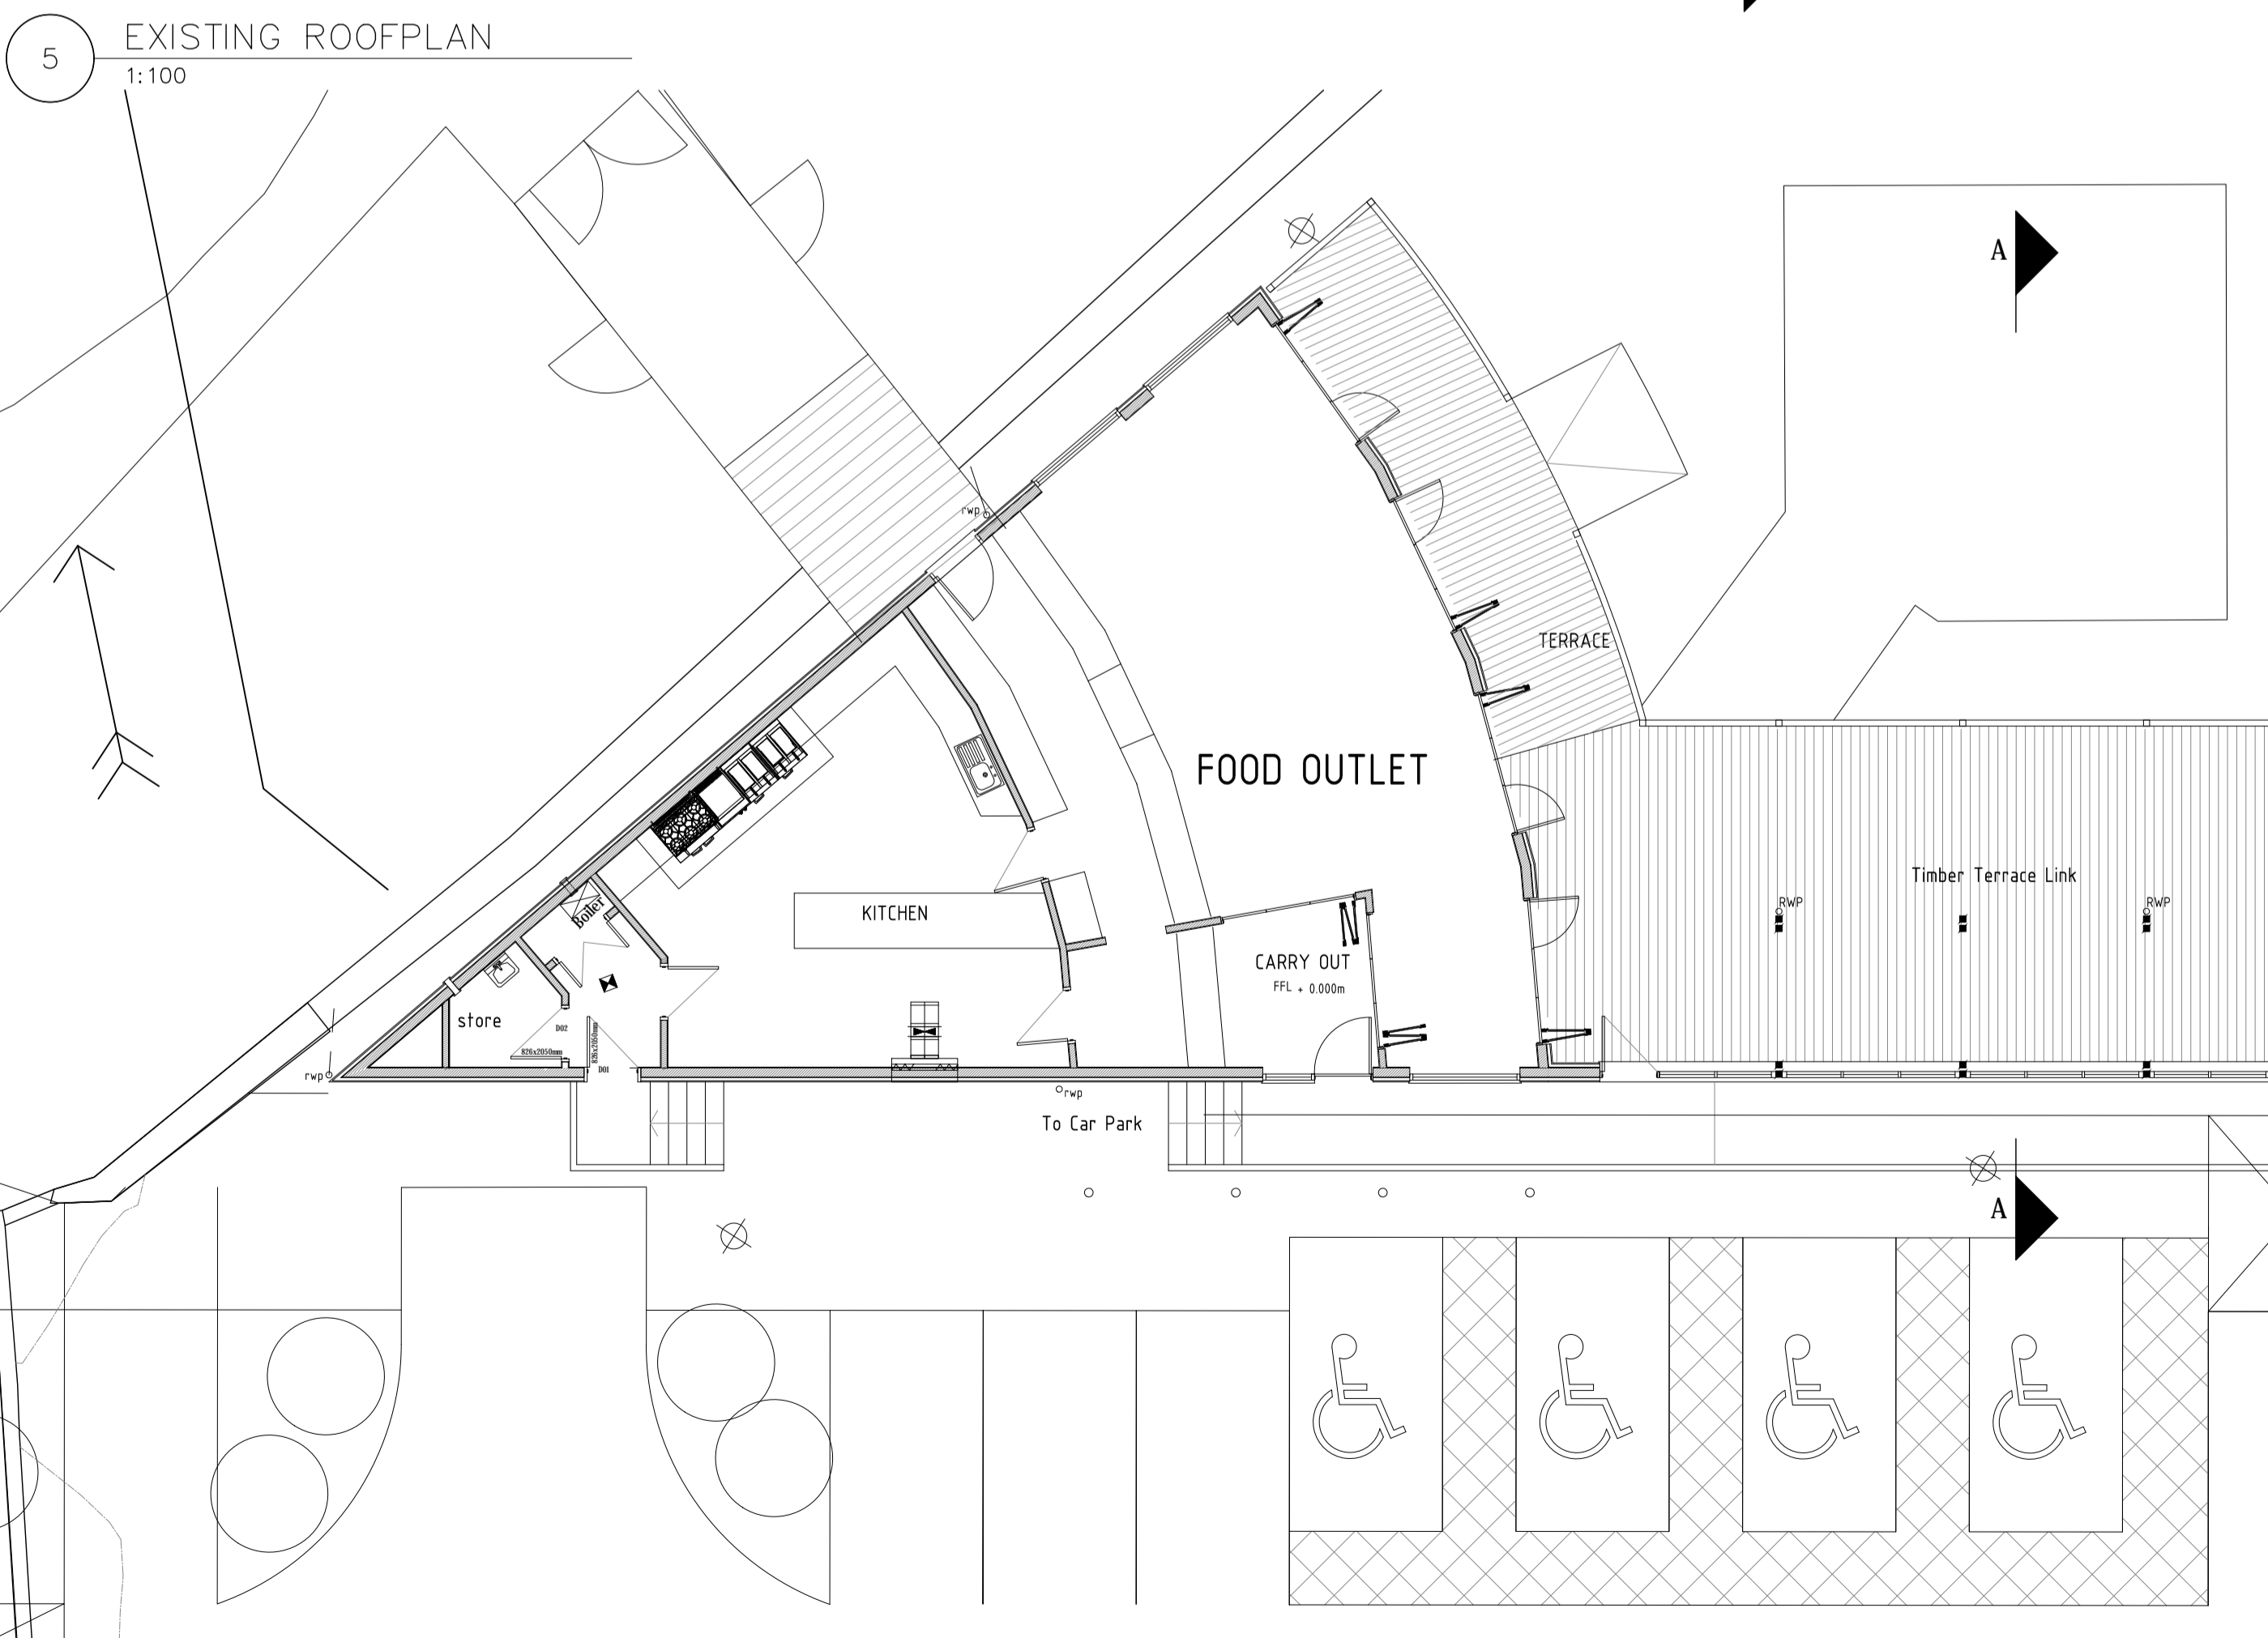 5
EXISTING ROOFPLAN
1:100
A
rwp
TERRACE
FOOD OUTLET
Timber Terrace Link
RWP
RWP
Boiler
KITCHEN
CARRY OUT
FFL + 0.000m
store
D02
826x2050mm
826x2050mm
D01
rwp
rwp
To Car Park
A